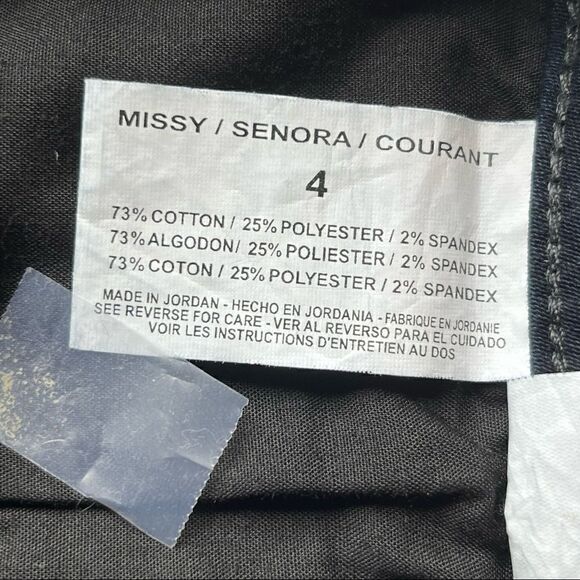 MISSY / SENORA / COURANT
4
73% COTTON / 25% POLYESTER / 2% SPANDEX
73% ALGODON/ 25% POLIESTER / 2% SPANDEX
73% COTON / 25% POLYESTER / 2% SPANDEX
MADE IN JORDAN - HECHO EN JORDANIA - FABRIQUE EN JORDANIE
SEE REVERSE FOR CARE - VER AL REVERSO PARA EL CUIDADO
VOIR LES INSTRUCTIONS D'ENTRETIEN AU DOS